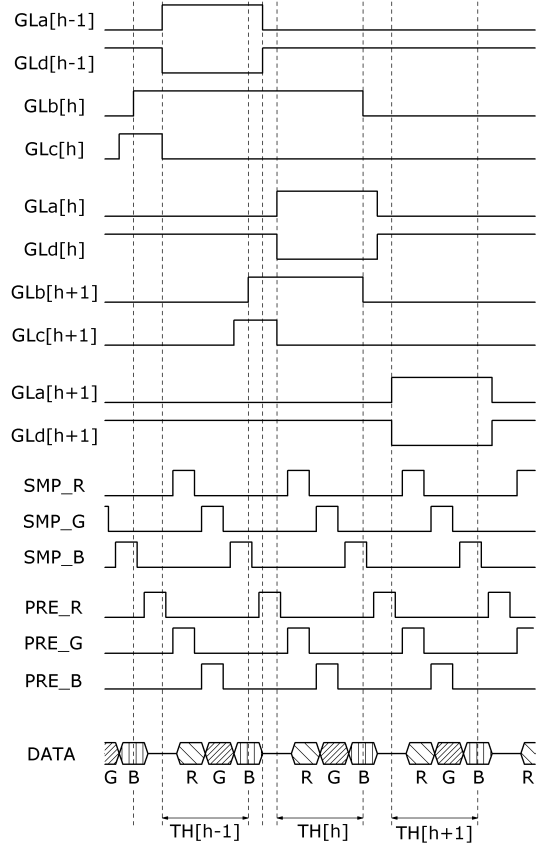 GLa[h-1]
GLd[h-1]
GLb[h]
GLc[h]
GLa[h]
GLd[h]
GLb[h+1]
GLc[h+1]
GLa[h+1]
GLd[h+1]
SMP_R
SMP_G
SMP_B
PRE_R
PRE_G
PRE_B
DATA
G B R G B R G B R G B R
TH[h-1] TH[h] TH[h+1]